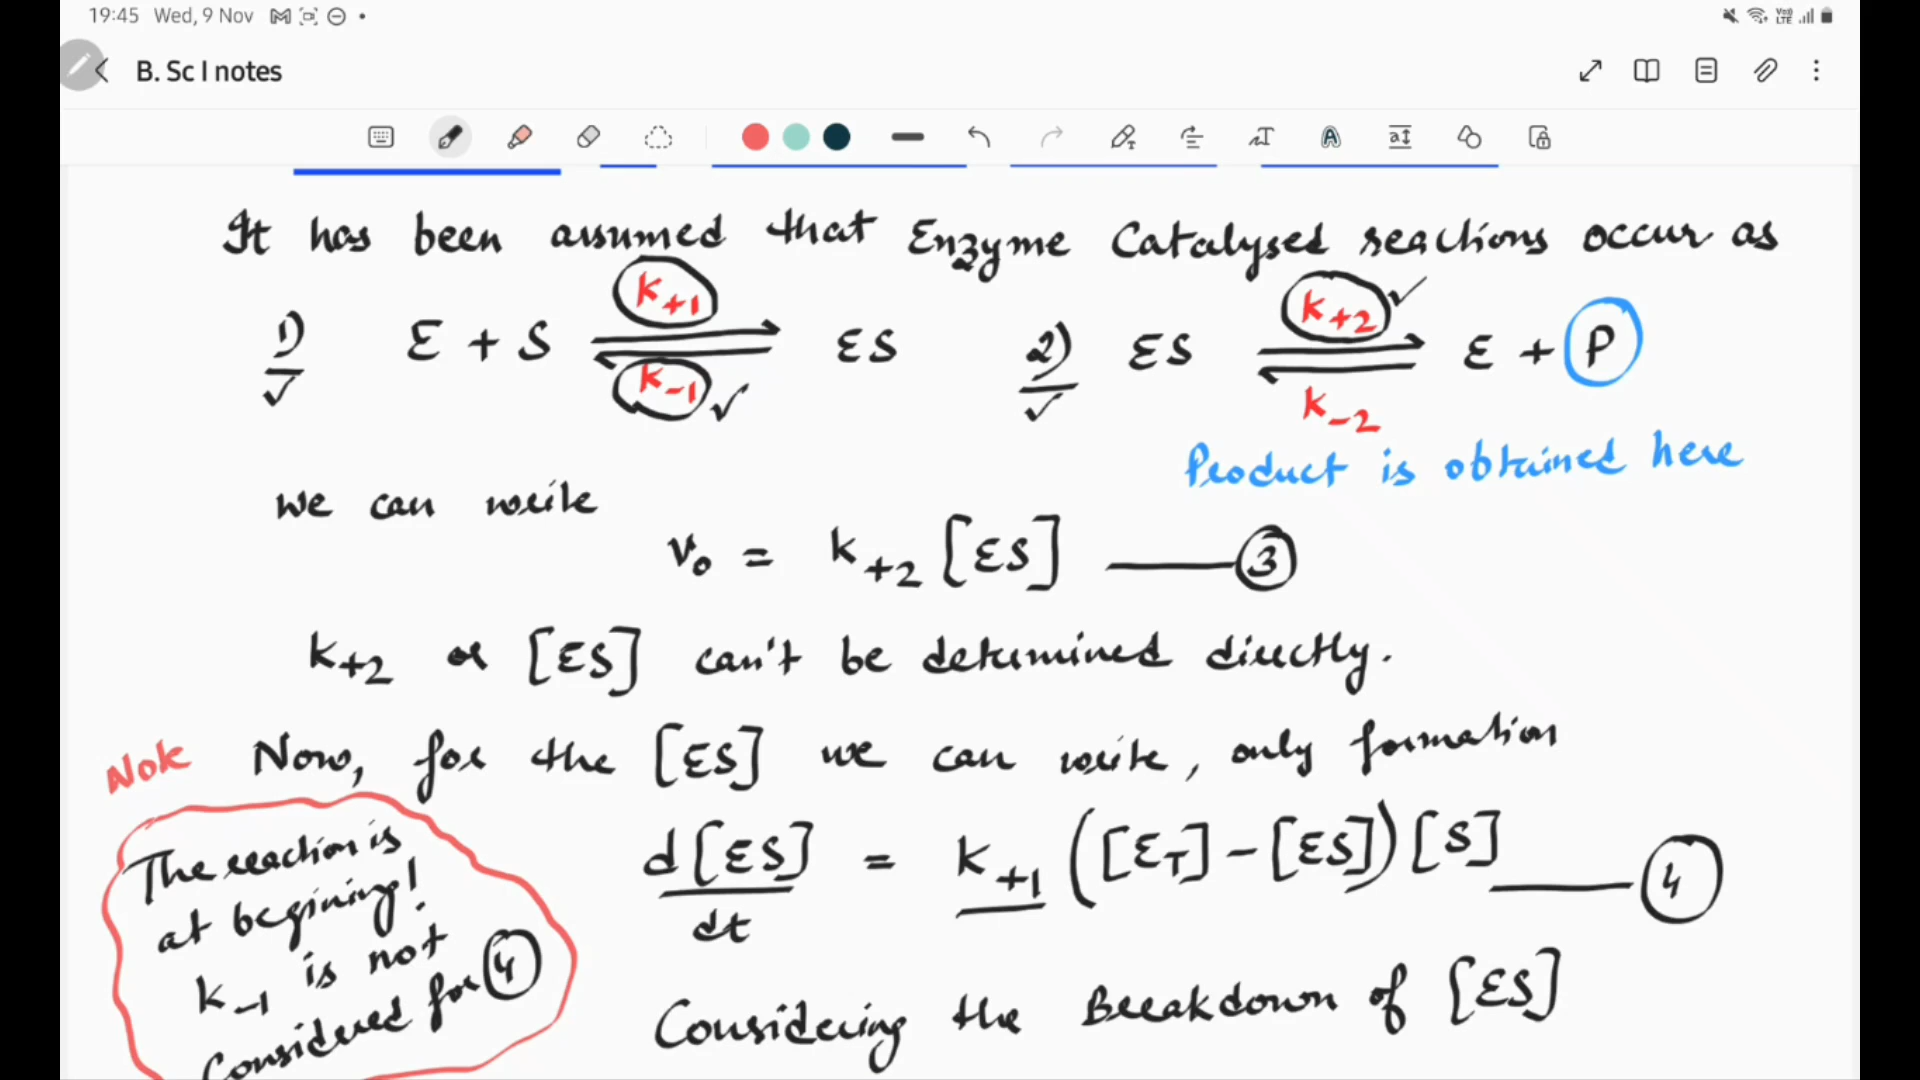 19:45 Wed, 9 Nov
B. Sc I notes
It has been assumed that Enzyme Catalysed reactions occur as
1) E + S k+1 k-1 ES 2) ES k+2 k-2 E + P
Product is obtained here
we can write
v₀ = k+2 [ES] — 3
k+2 or [ES] can't be determined directly.
Note Now, for the [ES] we can write, only formation
d[ES]/dt = k+1 ([ET] - [ES]) [S] — 4
The reaction is
at begining!
k-1 is not
Considered for 4
Considering the Breakdown of [ES]